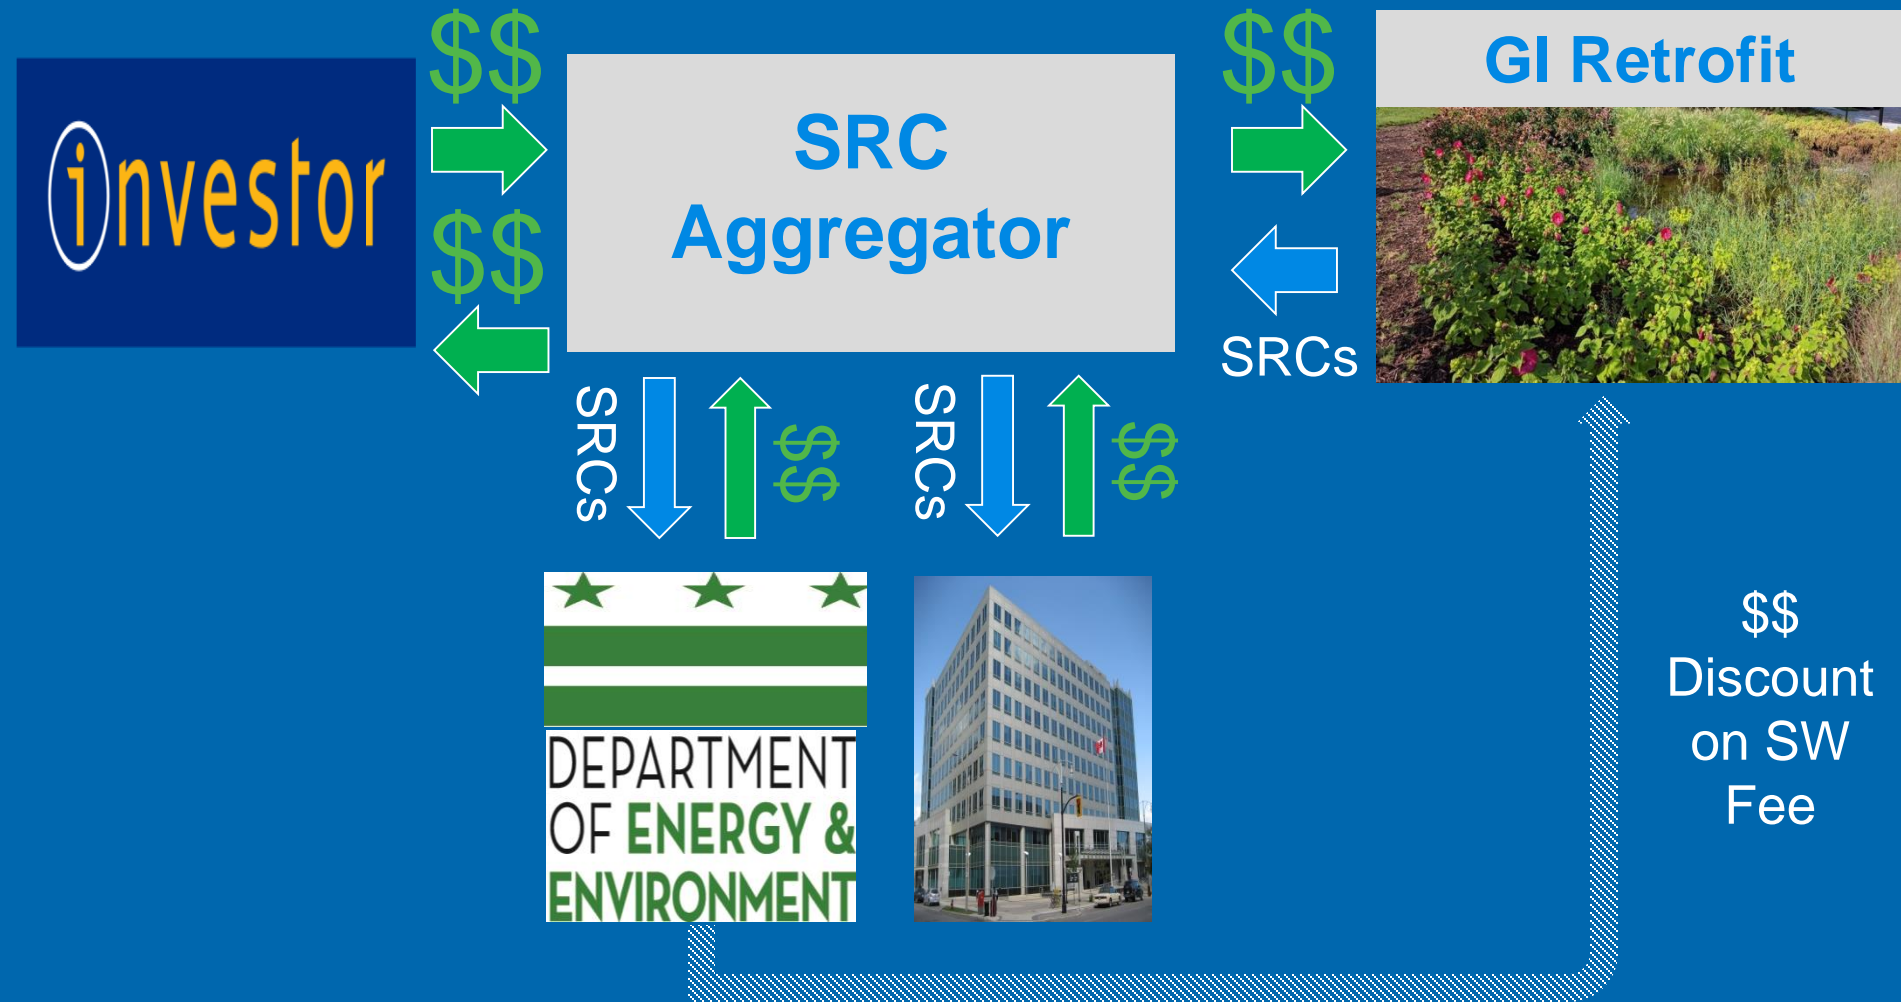 $$
$$
GI Retrofit
investor
SRC
Aggregator
$$
SRCs
SRCs
$$
SRCs
$$
DEPARTMENT
OF ENERGY &
ENVIRONMENT
$$
Discount
on SW
Fee